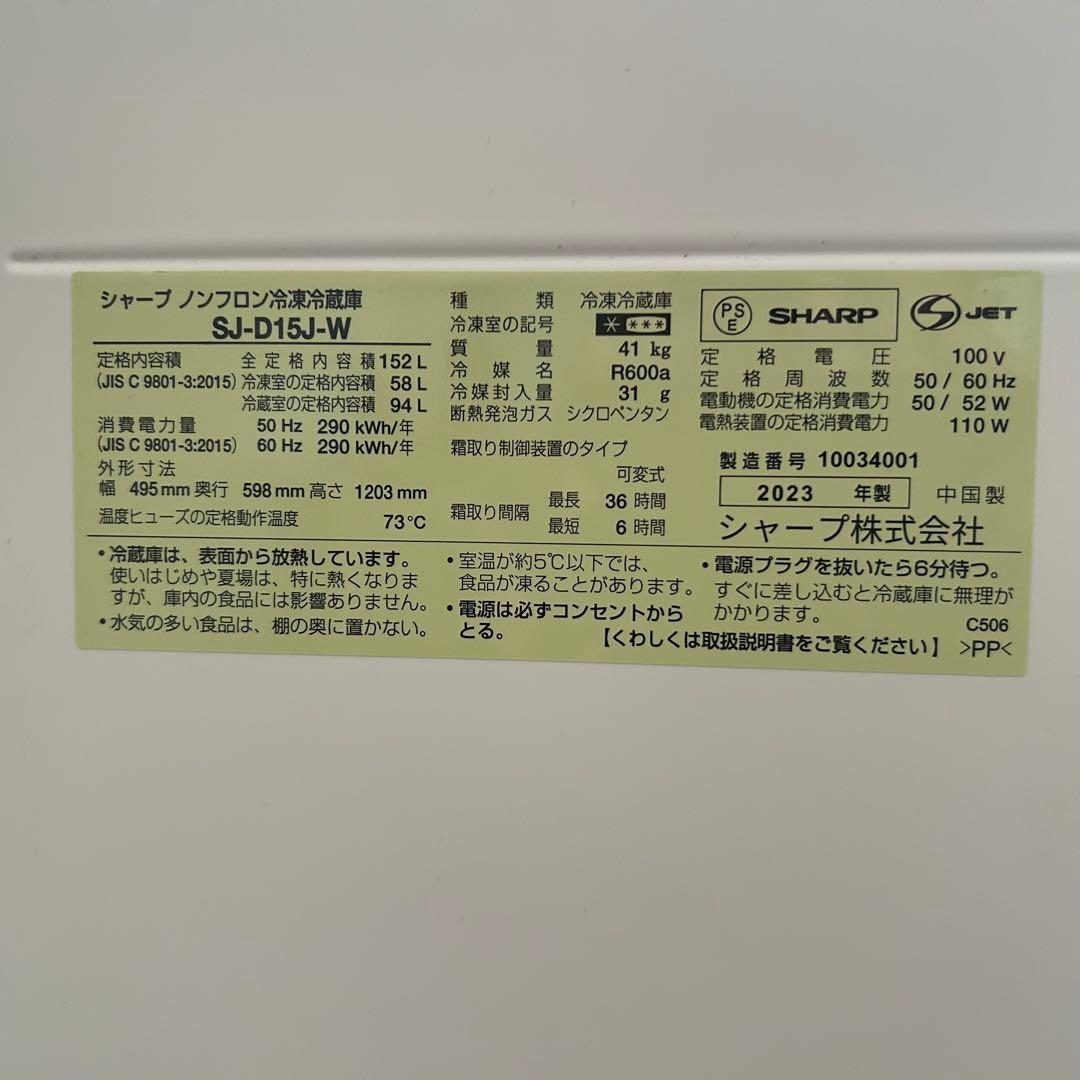 シャープ ノンフロン冷凍冷蔵庫
SJ-D15J-W
定格内容積 全定格内容積 152 L
(JIS C 9801-3:2015) 冷凍室の定格内容積 58 L
冷蔵室の定格内容積 94 L
消費電力量 50 Hz 290 kWh/年
(JIS C 9801-3:2015) 60 Hz 290 kWh/年
外形寸法
幅 495 mm 奥行 598 mm 高さ 1203 mm
温度ヒューズの定格動作温度 73℃
種類 冷凍冷蔵庫
冷凍室の記号 ****
質量 41 kg
冷媒名 R600a
冷媒封入量 31 g
断熱発泡ガス シクロペンタン
霜取り制御装置のタイプ
可変式
霜取り間隔 最長 36 時間
最短 6 時間
PSE SHARP S JET
定格電圧 100 V
定格周波数 50 / 60 Hz
電動機の定格消費電力 50 / 52 W
電熱装置の定格消費電力 110 W
製造番号 10034001
2023 年製 中国製
シャープ株式会社
・冷蔵庫は、表面から放熱しています。
使いはじめや夏場は、特に熱くなりま
すが、庫内の食品には影響ありません。
・水気の多い食品は、棚の奥に置かない。
・室温が約5℃以下では、
食品が凍ることがあります。
・電源は必ずコンセントから
とる。
・電源プラグを抜いたら6分待つ。
すぐに差し込むと冷蔵庫に無理が
かかります。
C506
【くわしくは取扱説明書をご覧ください】 >PP<